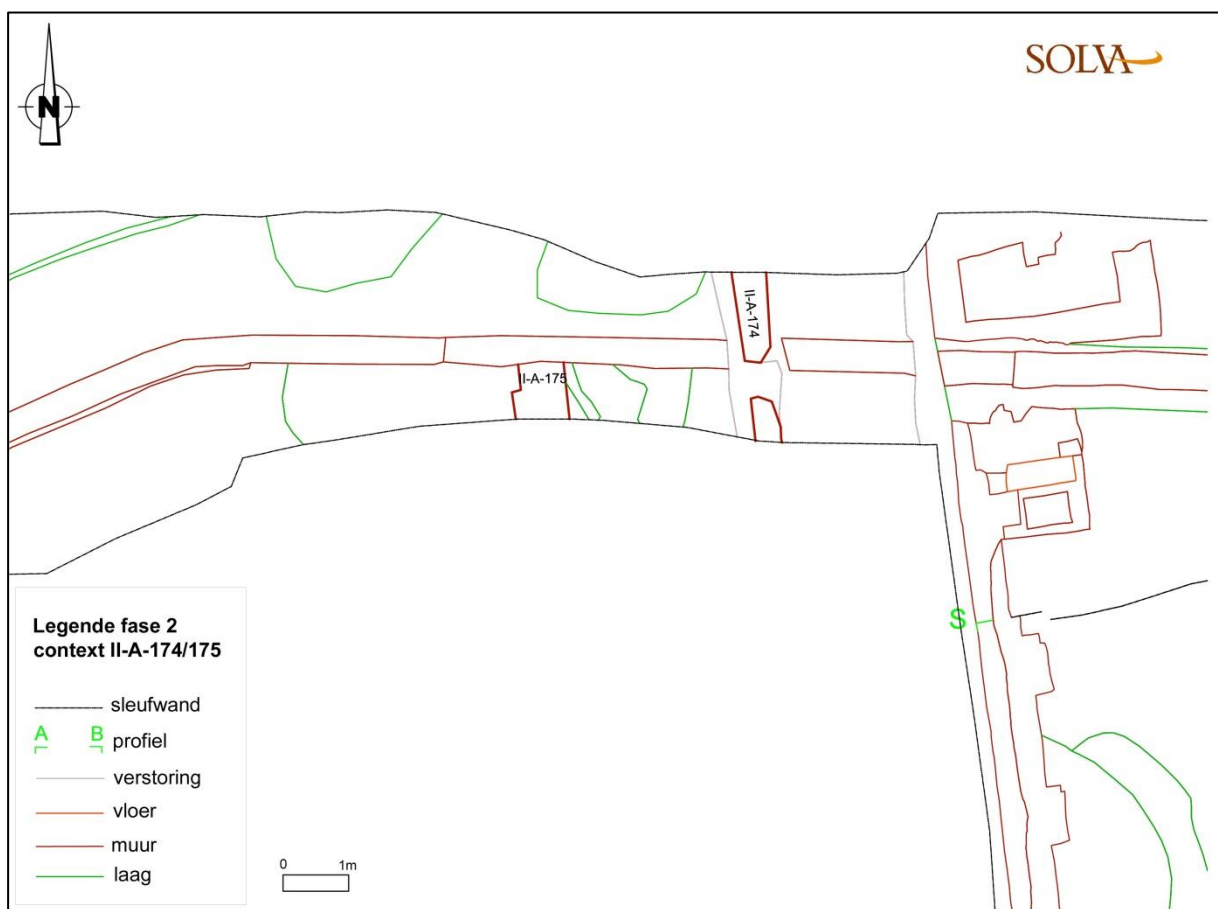 N
SOLVA
II-A-174
II-A-175
S
Legende fase 2
context II-A-174/175
sleufwand
A B profiel
verstoring
vloer
muur
laag
0 1m